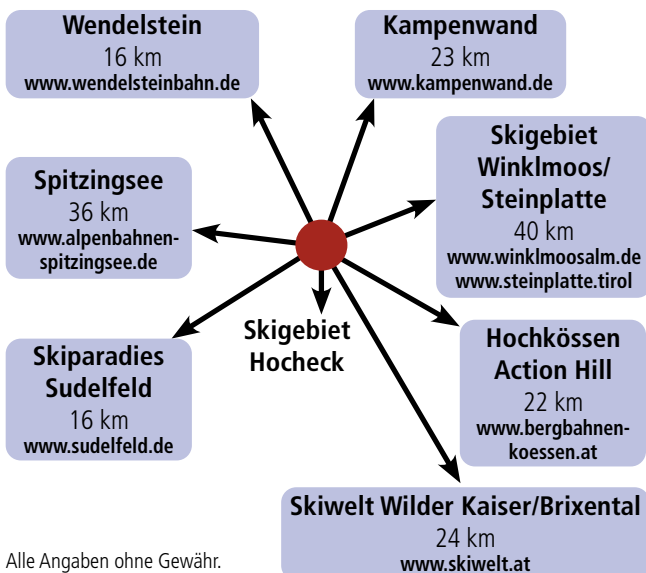 Wendelstein
16 km
www.wendelsteinbahn.de
Kampenwand
23 km
www.kampenwand.de
Spitzingsee
36 km
www.alpenbahnen-
spitzingsee.de
Skigebiet
Winklmoos/
Steinplatte
40 km
www.winklmoosalm.de
www.steinplatte.tirol
Skigebiet
Hocheck
Skiparadies
Sudelfeld
16 km
www.sudelfeld.de
Hochkössen
Action Hill
22 km
www.bergbahnen-
koessen.at
Skiwelt Wilder Kaiser/Brixental
24 km
www.skiwelt.at
Alle Angaben ohne Gewähr.